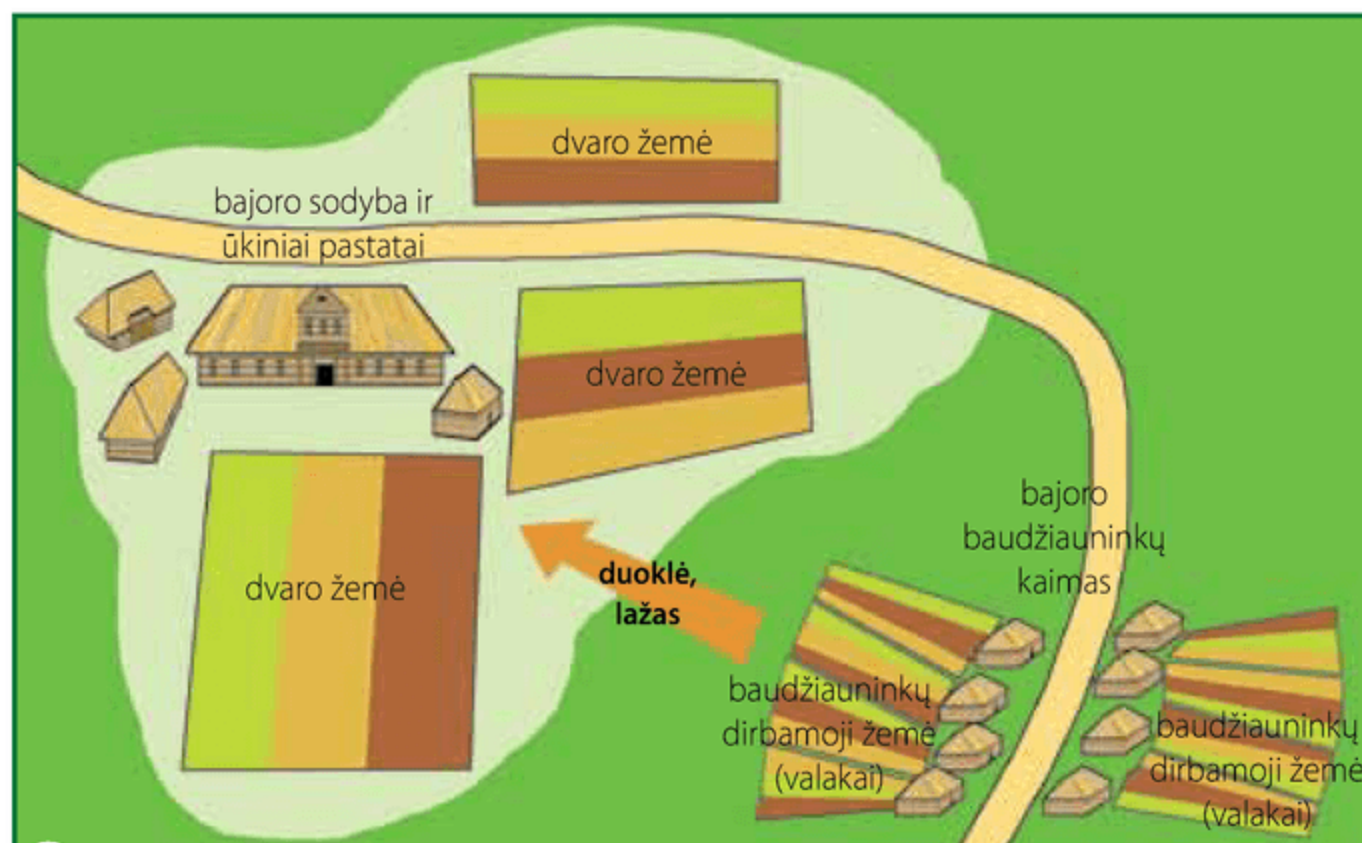 dvaro žemė
bajoro sodyba ir
ūkiniai pastatai
dvaro žemė
dvaro žemė
duoklė,
lažas
bajoro
baudžiauninkų
kaimas
baudžiauninkų
dirbamoji žemė
(valakai)
baudžiauninkų
dirbamoji žemė
(valakai)